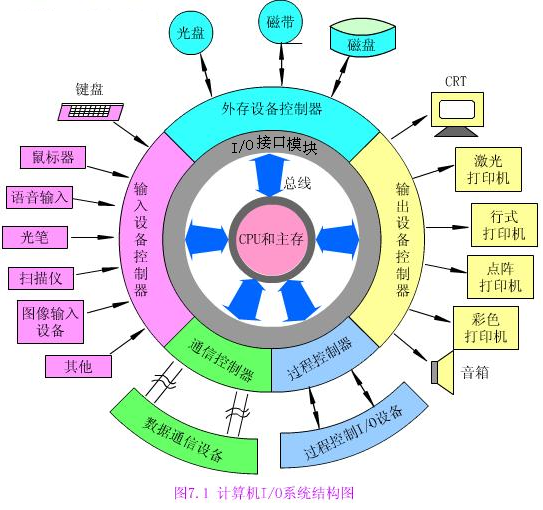 光盘
磁带
磁盘
键盘
CRT
外存设备控制器
I/O接口模块
总线
CPU和主存
鼠标器
语音输入
光笔
扫描仪
图像输入
设备
其他
输入设备控制器
输出设备控制器
激光
打印机
行式
打印机
点阵
打印机
彩色
打印机
音箱
通信控制器
过程控制器
数据通信设备
过程控制I/O设备
图7.1 计算机I/O系统结构图